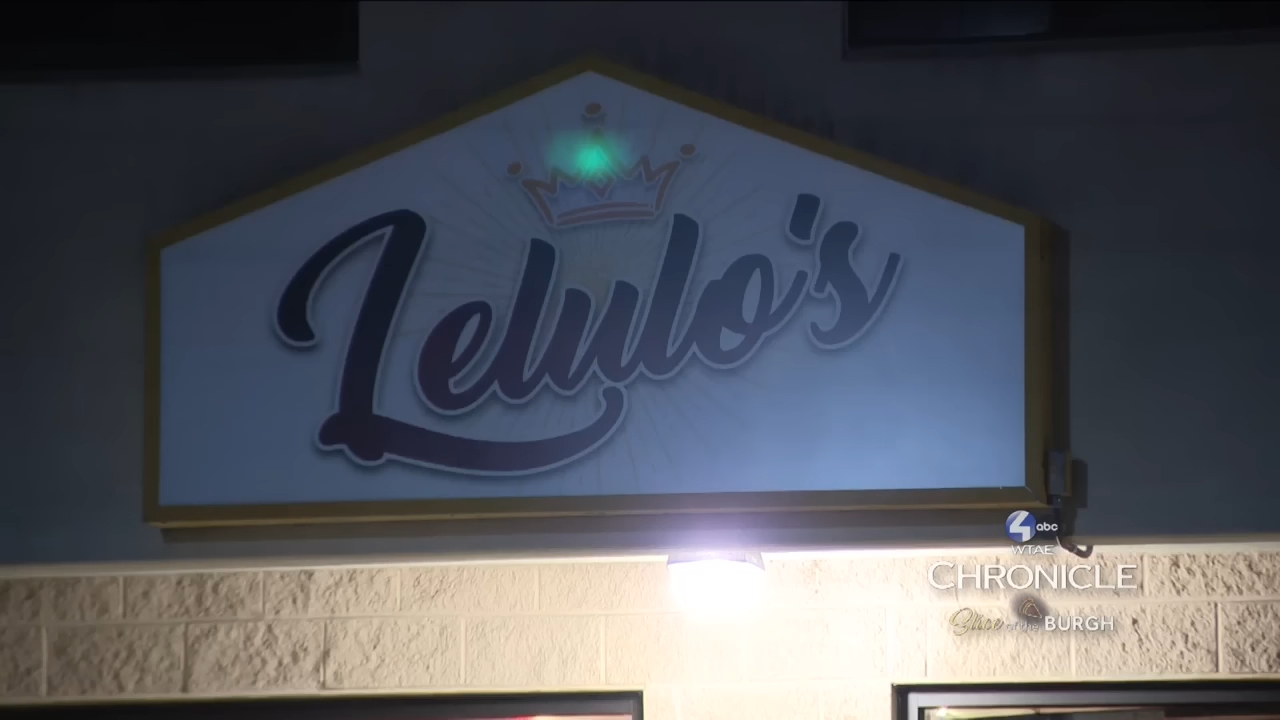 Lelulo's
4 abc
WTAE
CHRONICLE
Slice of the BURGH